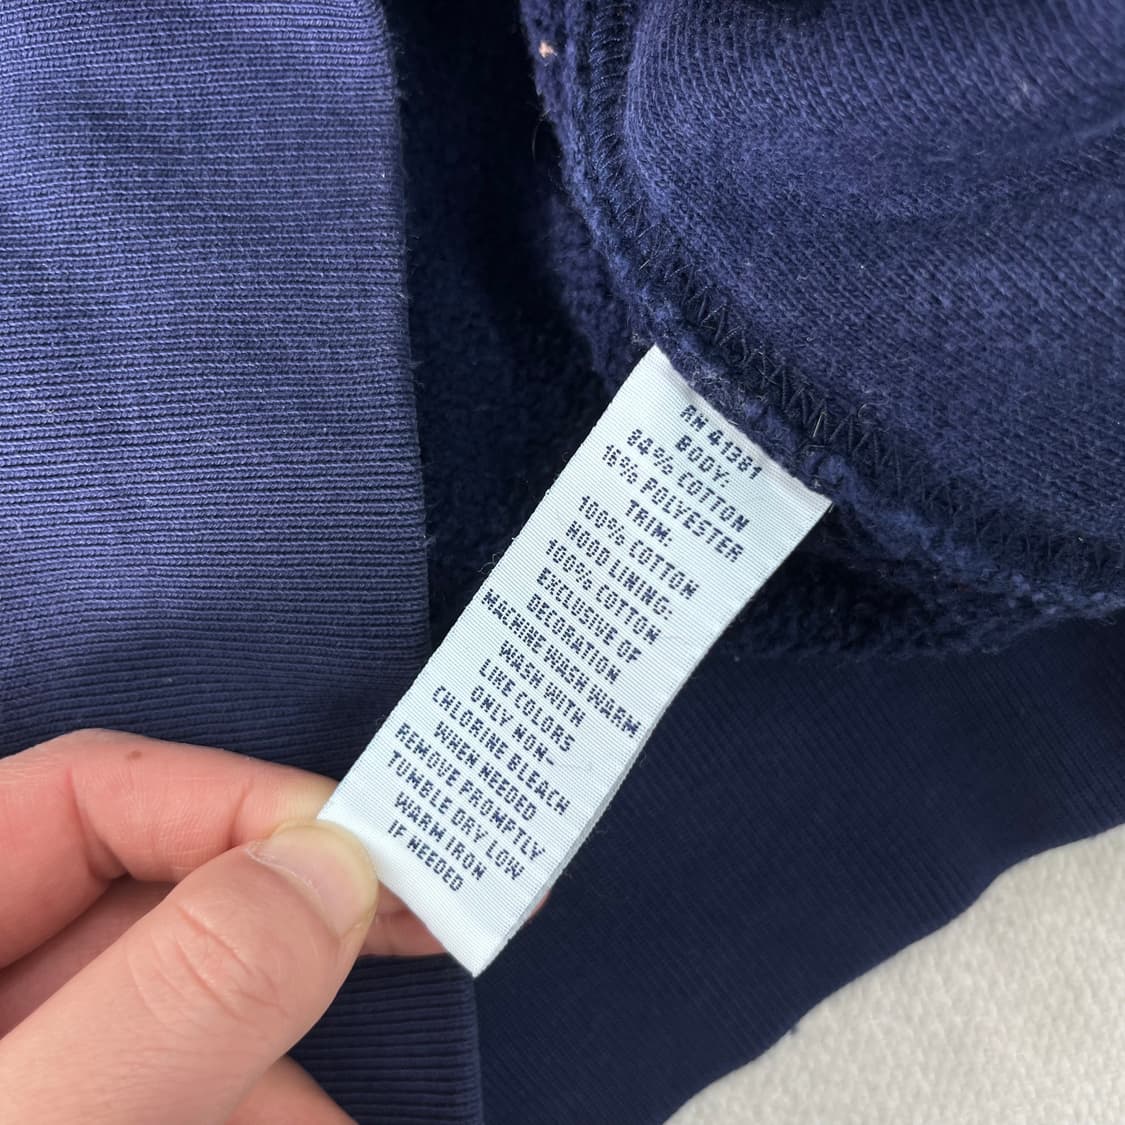 RN 41381
BODY:
84% COTTON
16% POLYESTER
TRIM:
100% COTTON
HOOD LINING:
100% COTTON
EXCLUSIVE OF
DECORATION
MACHINE WASH WARM
WASH WITH
LIKE COLORS
ONLY NON-
CHLORINE BLEACH
WHEN NEEDED
REMOVE PROMPTLY
TUMBLE DRY LOW
WARM IRON
IF NEEDED